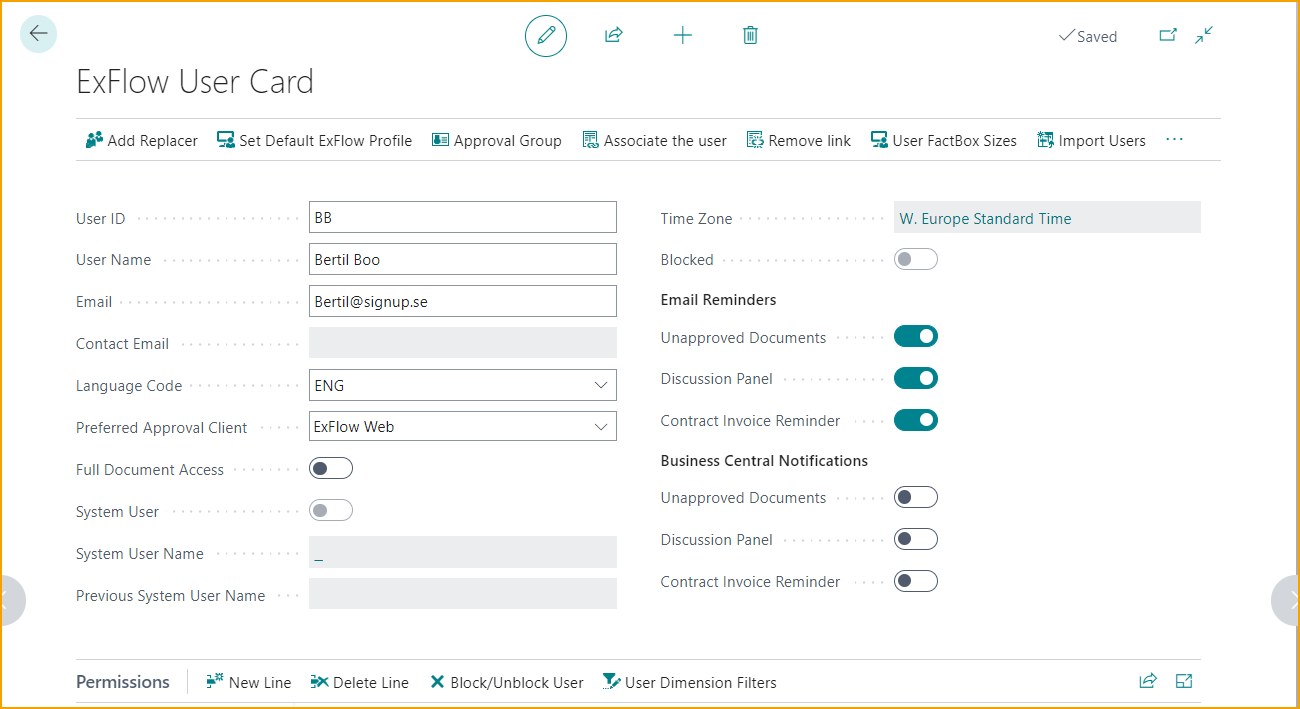 Saved
ExFlow User Card
Add Replacer Set Default ExFlow Profile Approval Group Associate the user Remove link User FactBox Sizes Import Users ...
User ID BB
User Name Bertil Boo
Email Bertil@signup.se
Contact Email
Language Code ENG
Preferred Approval Client ExFlow Web
Full Document Access
System User
System User Name _
Previous System User Name
Time Zone W. Europe Standard Time
Blocked
Email Reminders
Unapproved Documents
Discussion Panel
Contract Invoice Reminder
Business Central Notifications
Unapproved Documents
Discussion Panel
Contract Invoice Reminder
Permissions New Line Delete Line Block/Unblock User User Dimension Filters